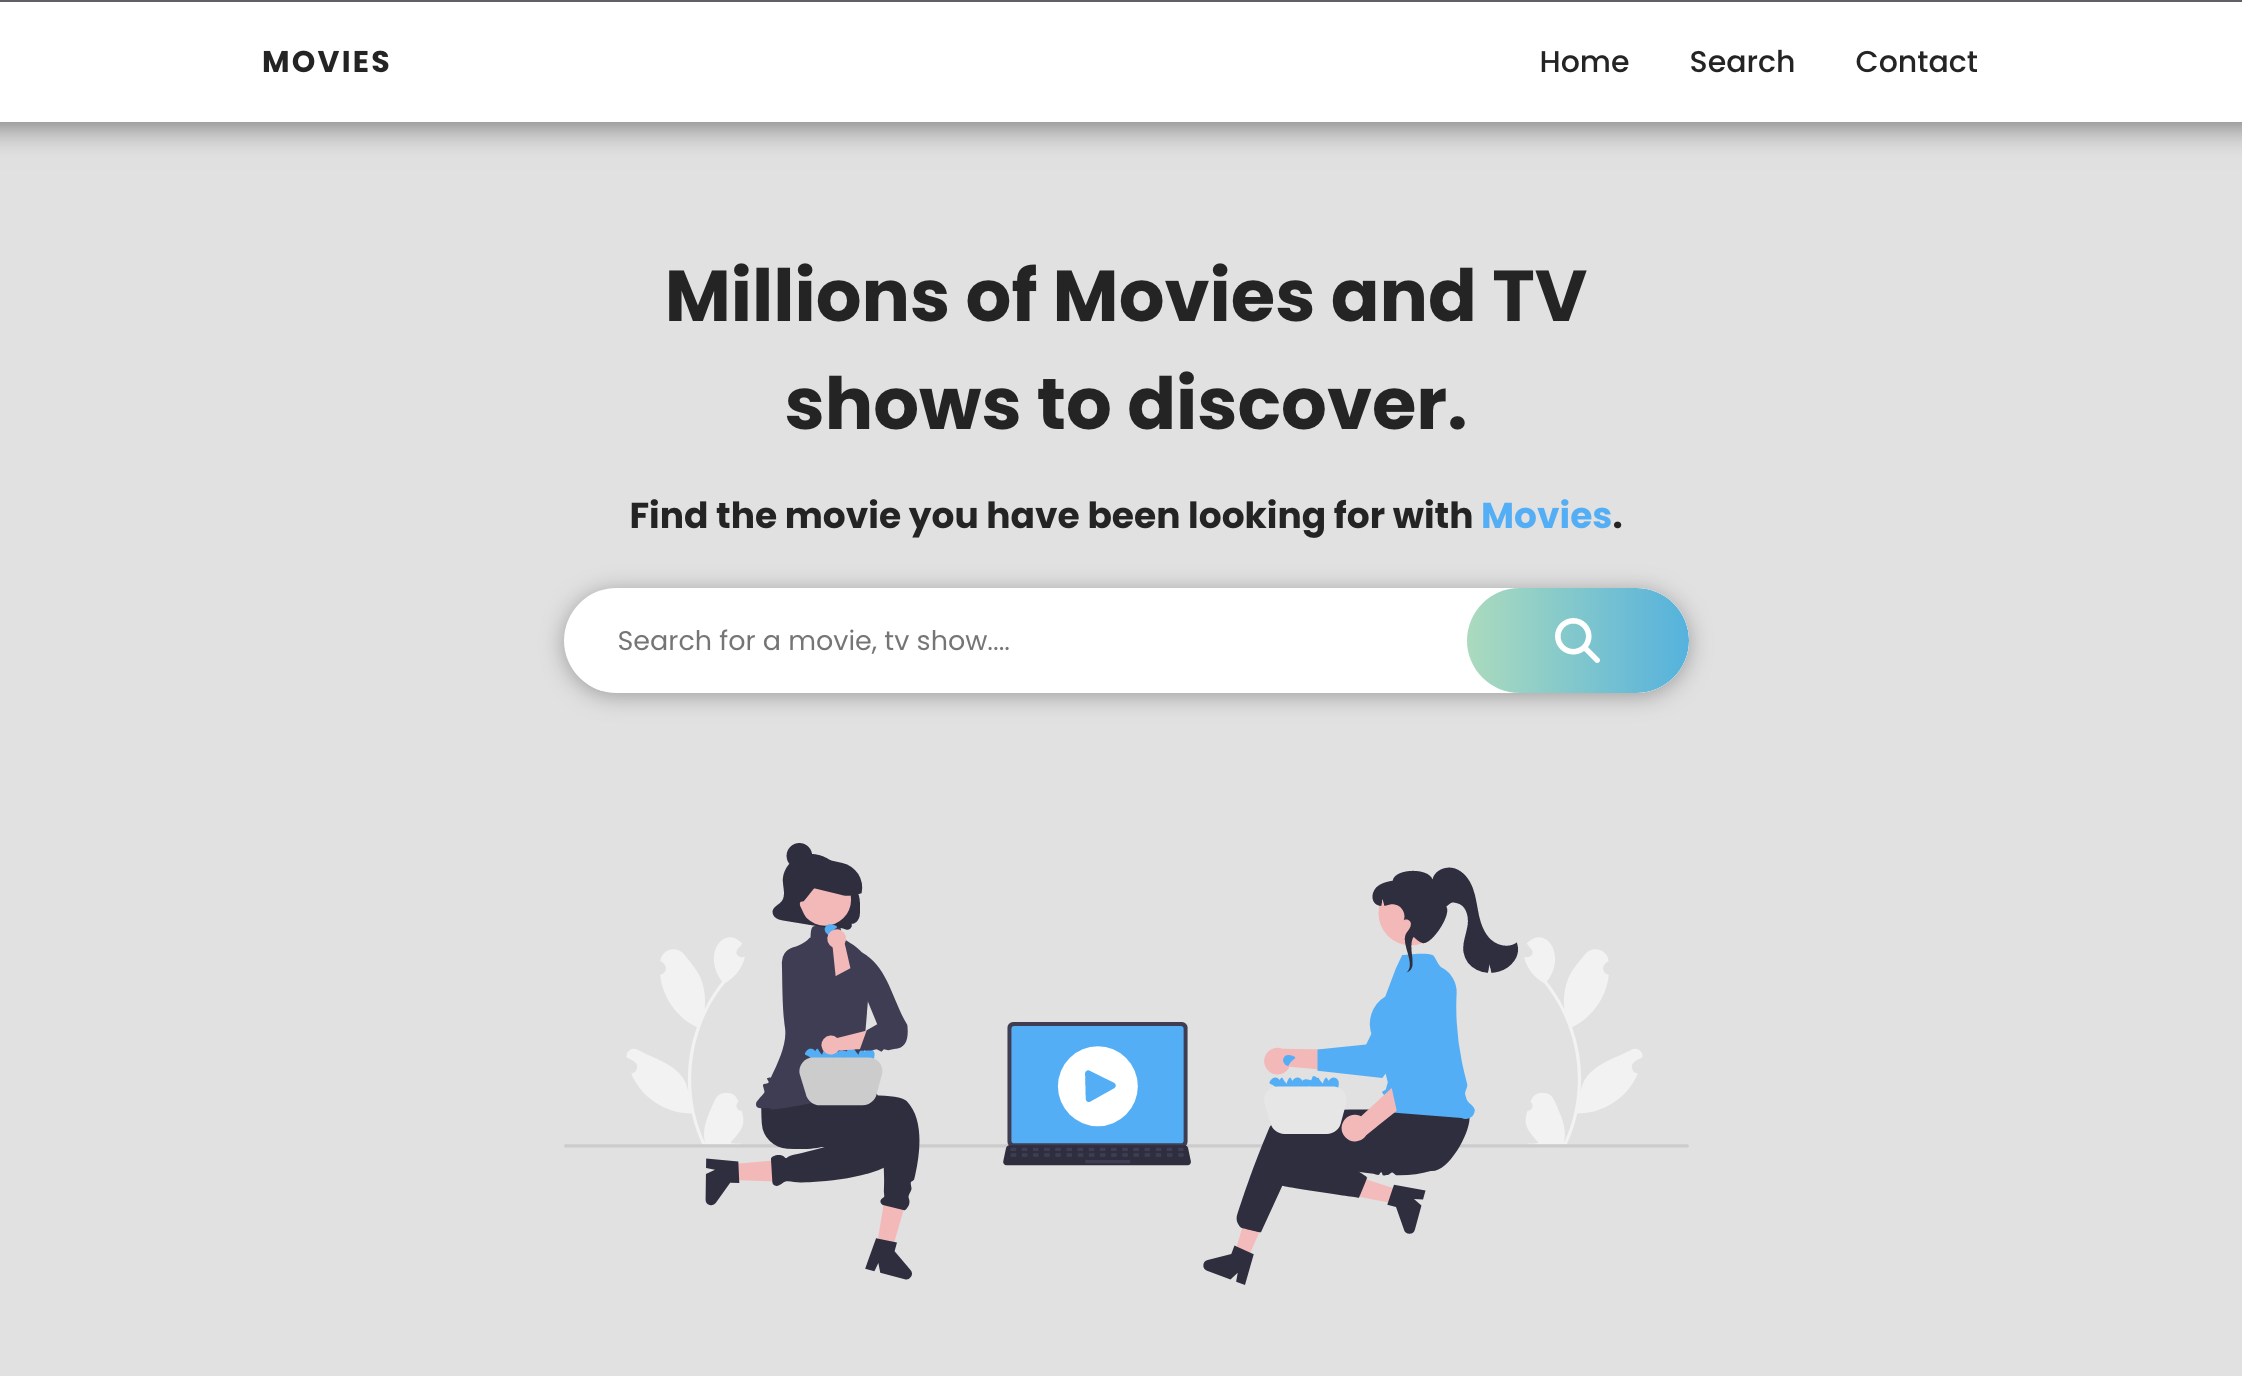 MOVIES
Home Search Contact
Millions of Movies and TV
shows to discover.
Find the movie you have been looking for with Movies.
Search for a movie, tv show....